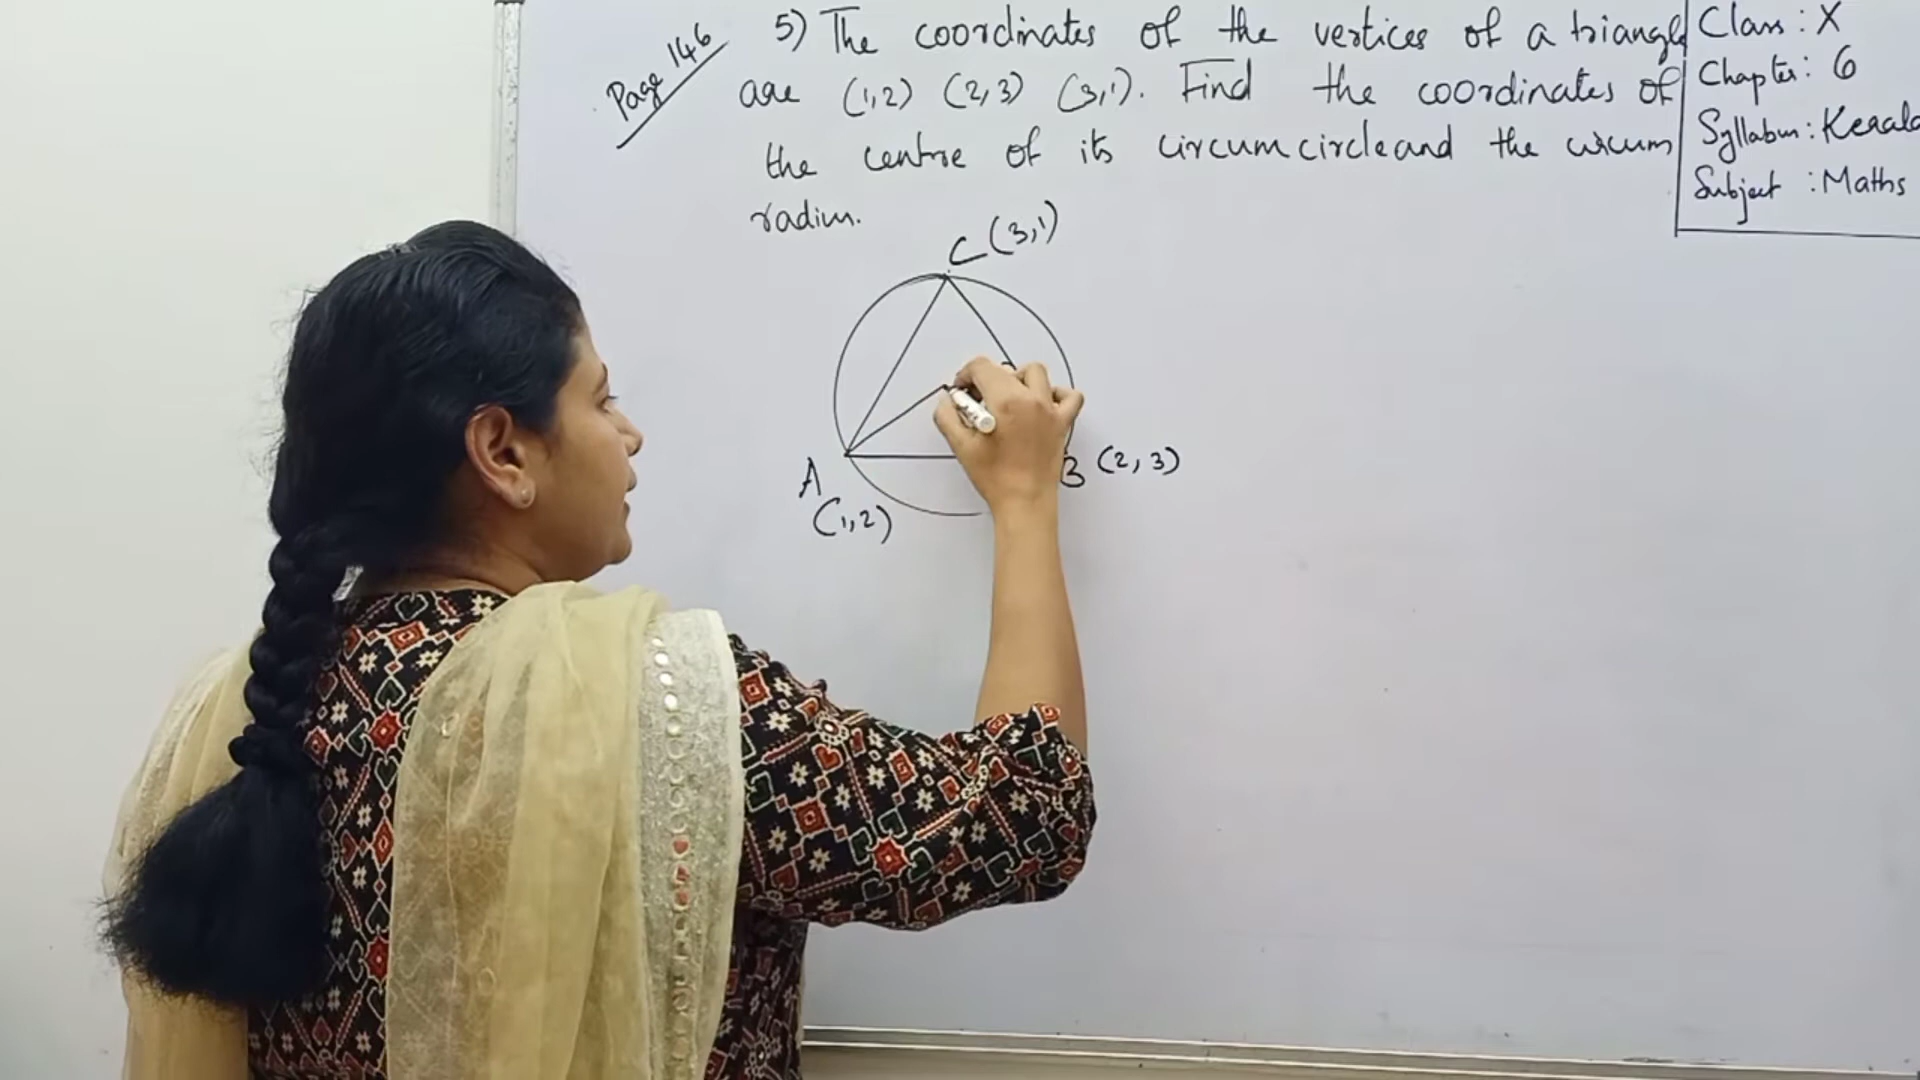 Page 146
5) The coordinates of the vertices of a triangle
are (1,2) (2,3) (3,1). Find the coordinates of
the centre of its circumcircle and the circum
radius.
Class : X
Chapter : 6
Syllabus : Kerala
Subject : Maths
C (3,1)
A
(1,2)
B (2,3)